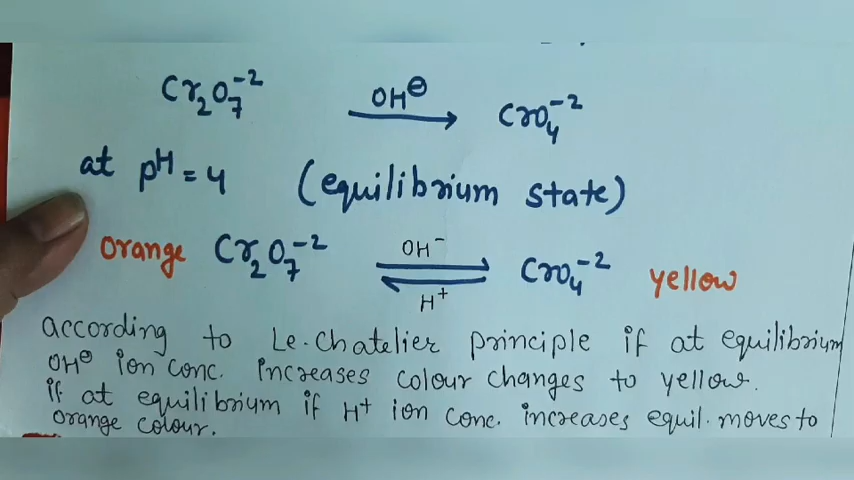 Cr₂O₇⁻² OH⊖ → CrO₄⁻²
at pH = 4 (equilibrium state)
orange Cr₂O₇⁻² OH⁻ ⇌ H⁺ CrO₄⁻² yellow
according to Le-Chatelier principle if at equilibrium
OH⊖ ion conc. increases colour changes to yellow.
if at equilibrium if H⁺ ion conc. increases equil. moves to
orange colour.